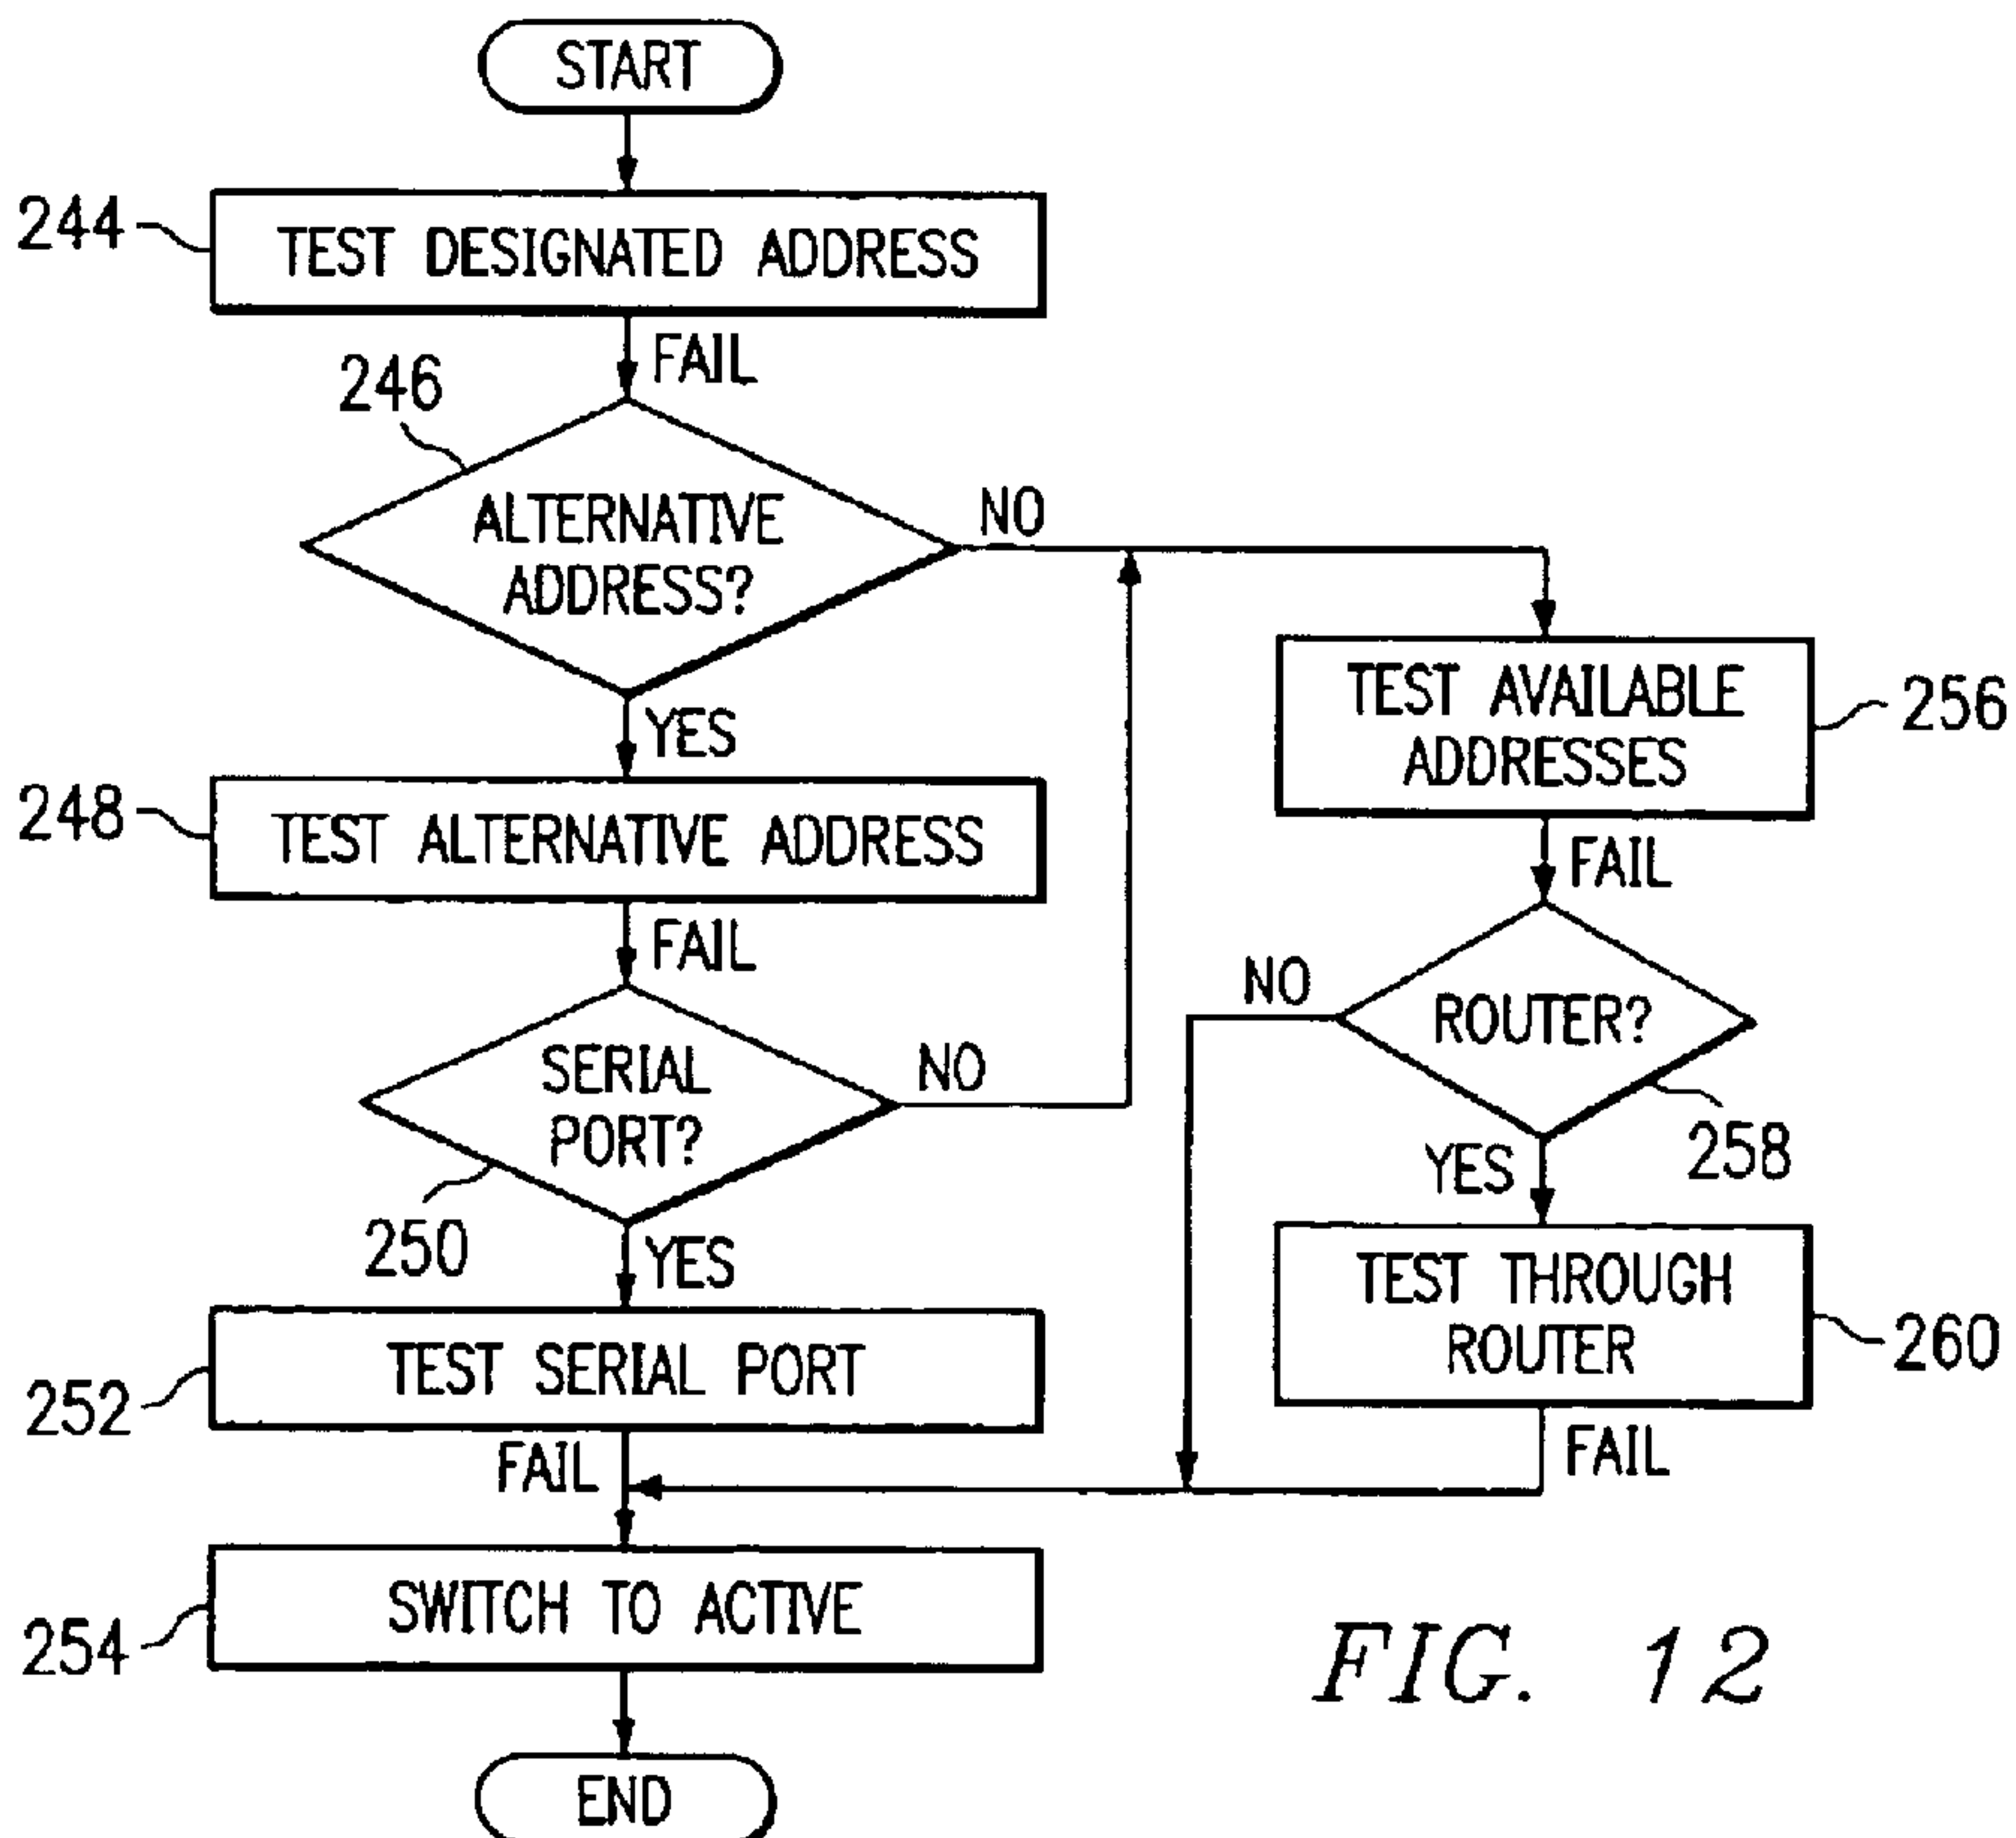 START
244
TEST DESIGNATED ADDRESS
FAIL
246
ALTERNATIVE
ADDRESS?
NO
YES
248
TEST ALTERNATIVE ADDRESS
FAIL
SERIAL
PORT?
NO
250
YES
252
TEST SERIAL PORT
FAIL
254
SWITCH TO ACTIVE
END
TEST AVAILABLE
ADDRESSES
256
FAIL
NO
ROUTER?
258
YES
TEST THROUGH
ROUTER
260
FAIL
FIG. 12